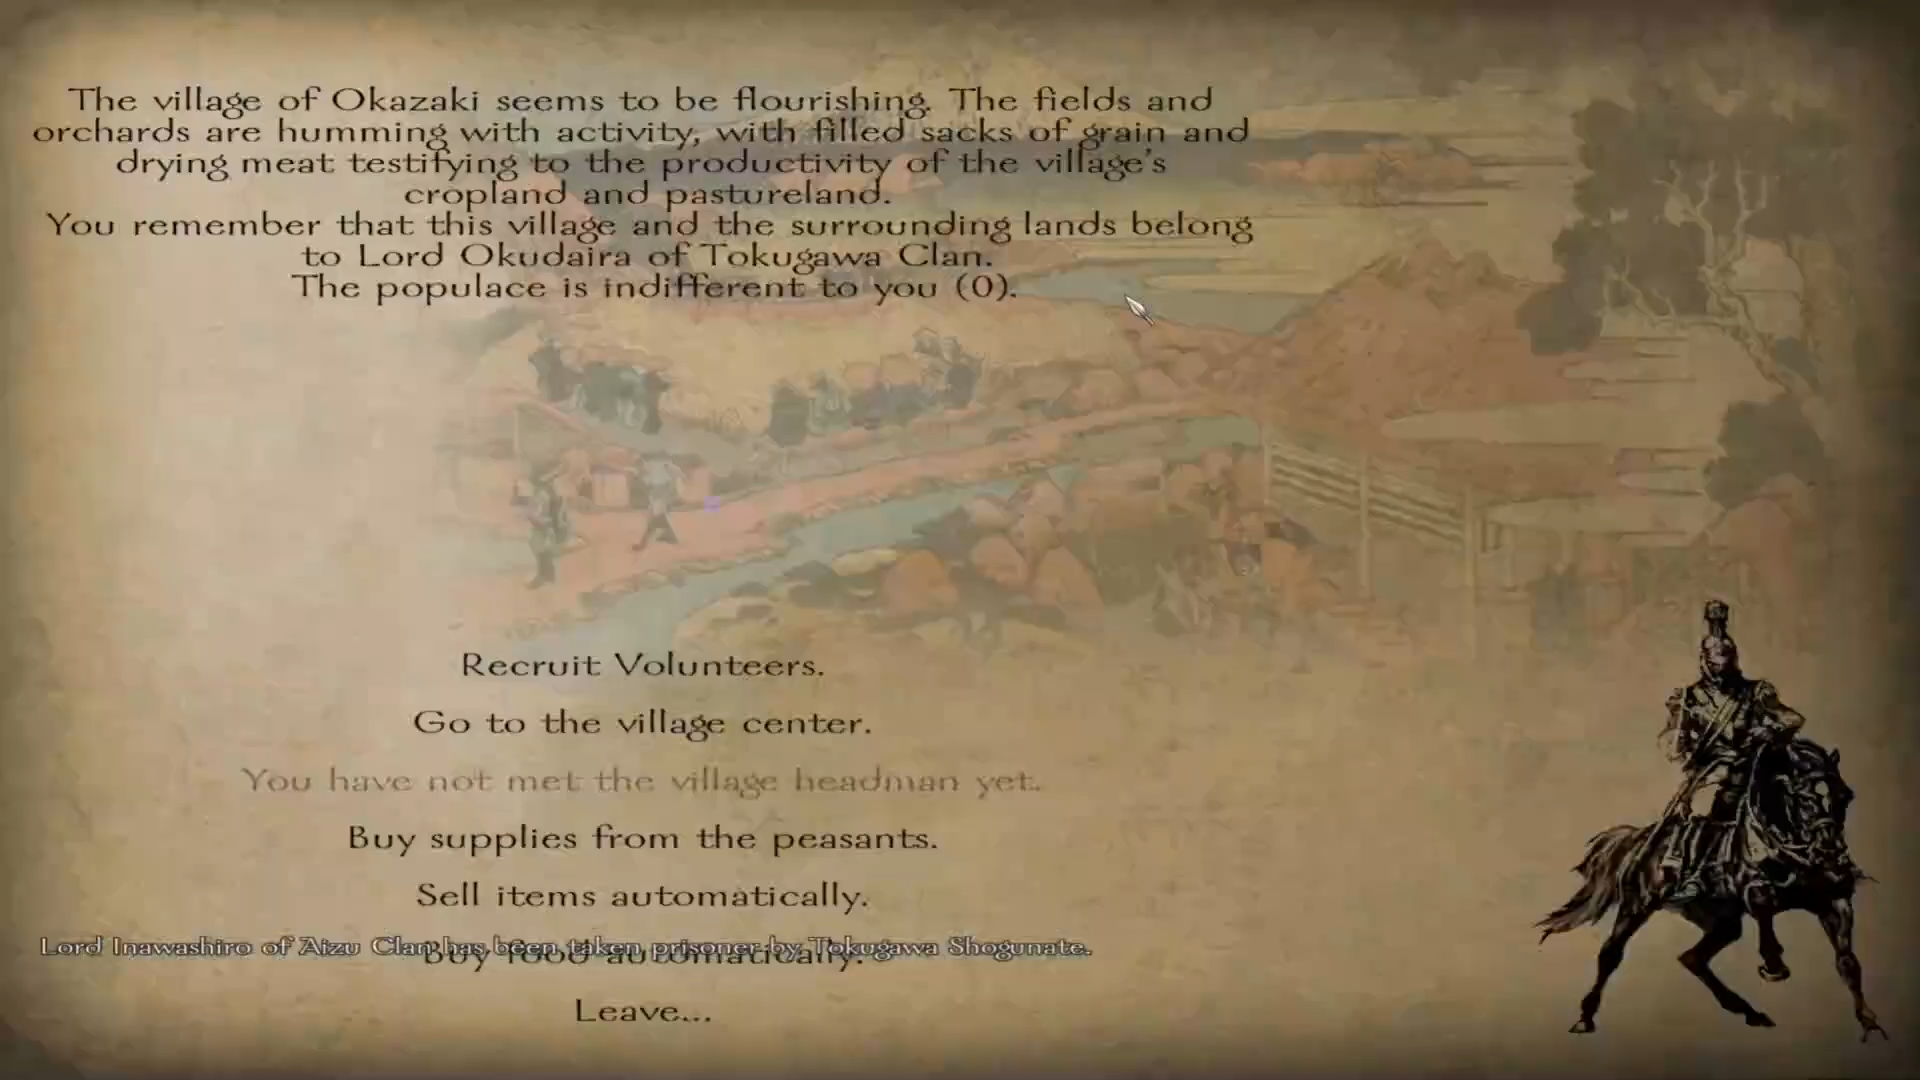 The village of Okazaki seems to be flourishing. The fields and
orchards are humming with activity, with filled sacks of grain and
drying meat testifying to the productivity of the village's
cropland and pastureland.
You remember that this village and the surrounding lands belong
to Lord Okudaira of Tokugawa Clan.
The populace is indifferent to you (0).
Recruit Volunteers.
Go to the village center.
You have not met the village headman yet.
Buy supplies from the peasants.
Sell items automatically.
Lord Inawashiro of Aizu Clan has been taken prisoner by Tokugawa Shogunate.
Buy food automatically.
Leave...